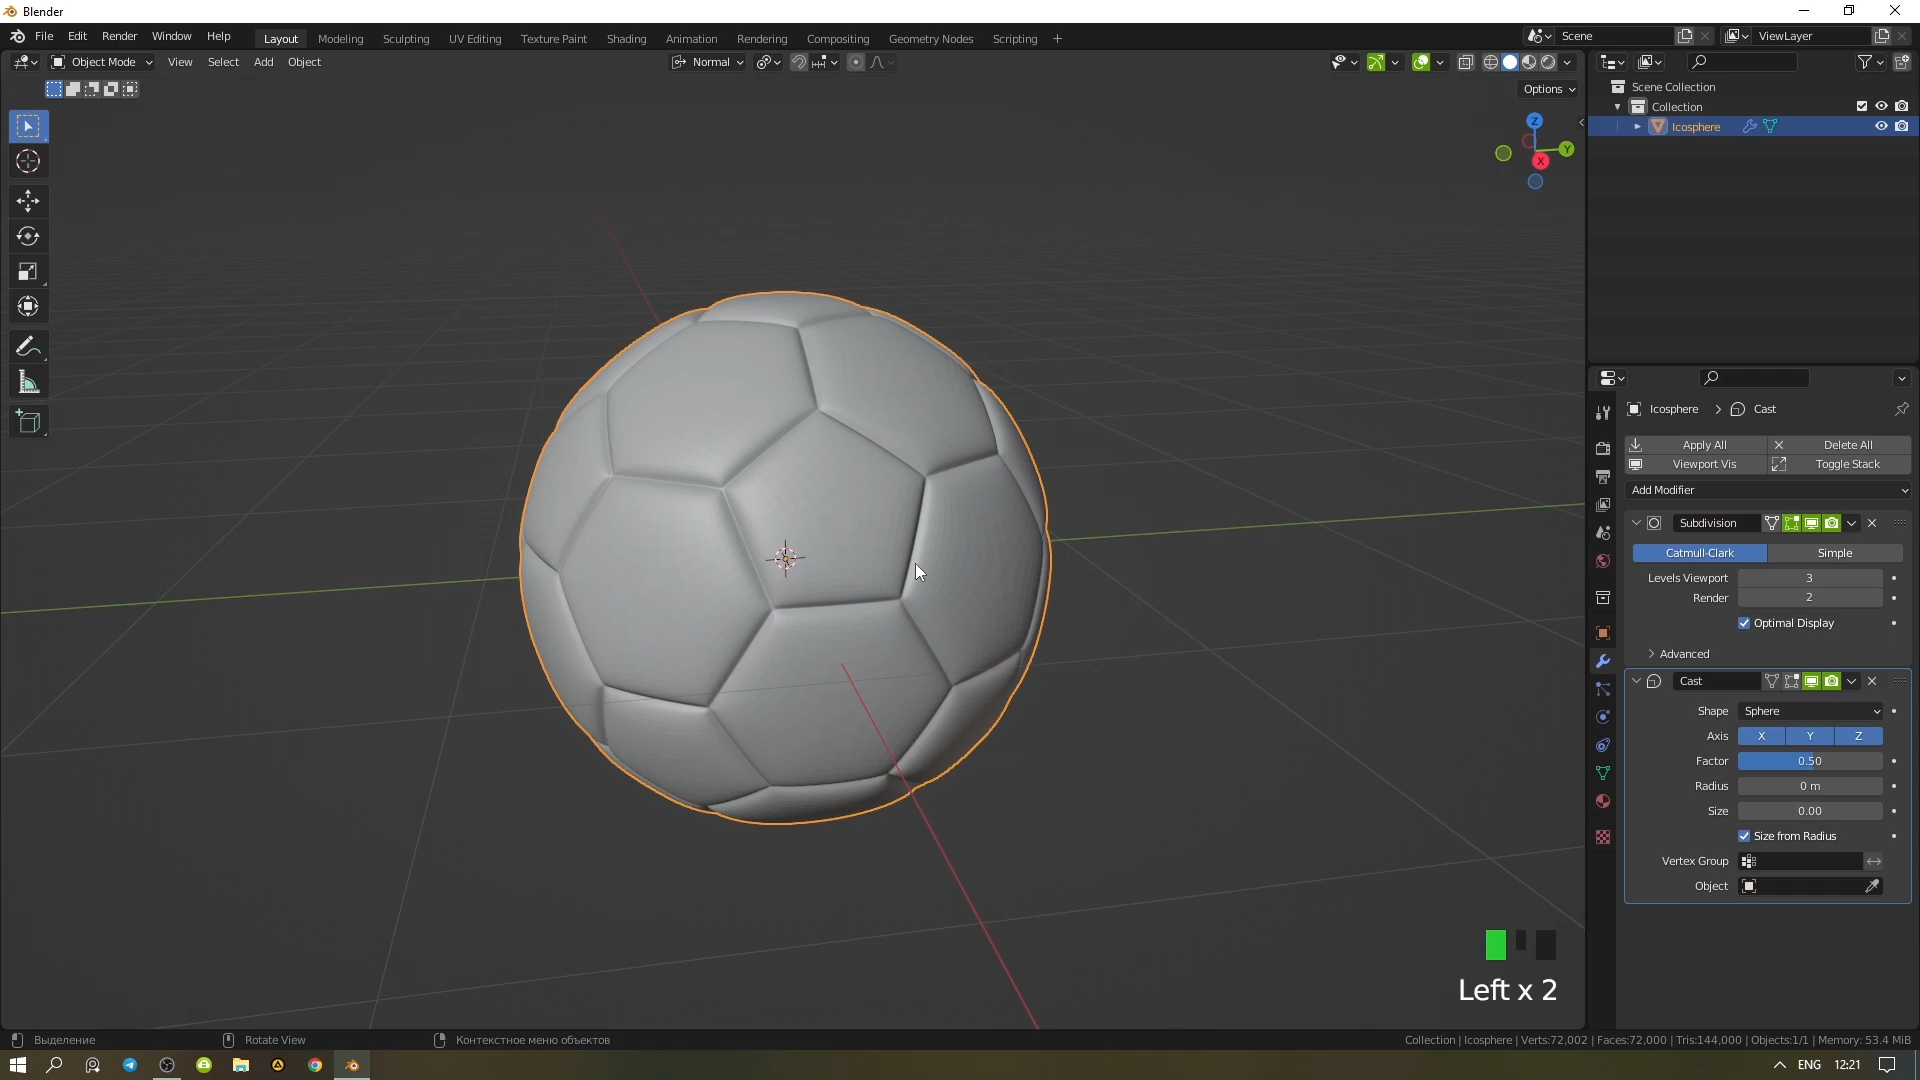 Blender
File Edit Render Window Help Layout Modeling Sculpting UV Editing Texture Paint Shading Animation Rendering Compositing Geometry Nodes Scripting + Scene ViewLayer
Object Mode View Select Add Object Normal
Options
Z
Y
X
Scene Collection
Collection
Icosphere
Icosphere > Cast
Apply All Delete All
Viewport Vis Toggle Stack
Add Modifier
Subdivision
Catmull-Clark Simple
Levels Viewport 3
Render 2
Optimal Display
Advanced
Cast
Shape Sphere
Axis X Y Z
Factor 0.50
Radius 0 m
Size 0.00
Size from Radius
Vertex Group
Object
Left x 2
Выделение Rotate View Контекстное меню объектов Collection | Icosphere | Verts:72,002 | Faces:72,000 | Tris:144,000 | Objects:1/1 | Memory: 53.4 MiB
ENG 12:21